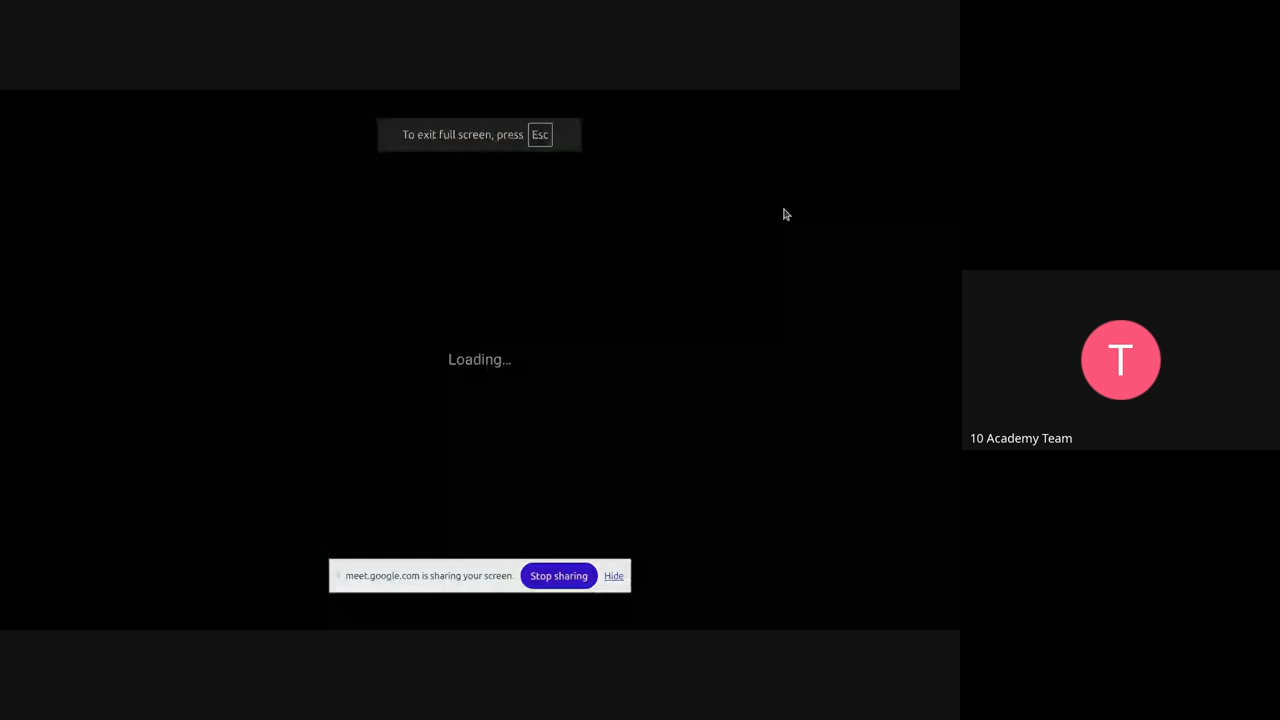 To exit full screen, press Esc
Loading...
meet.google.com is sharing your screen. Stop sharing Hide
T
10 Academy Team